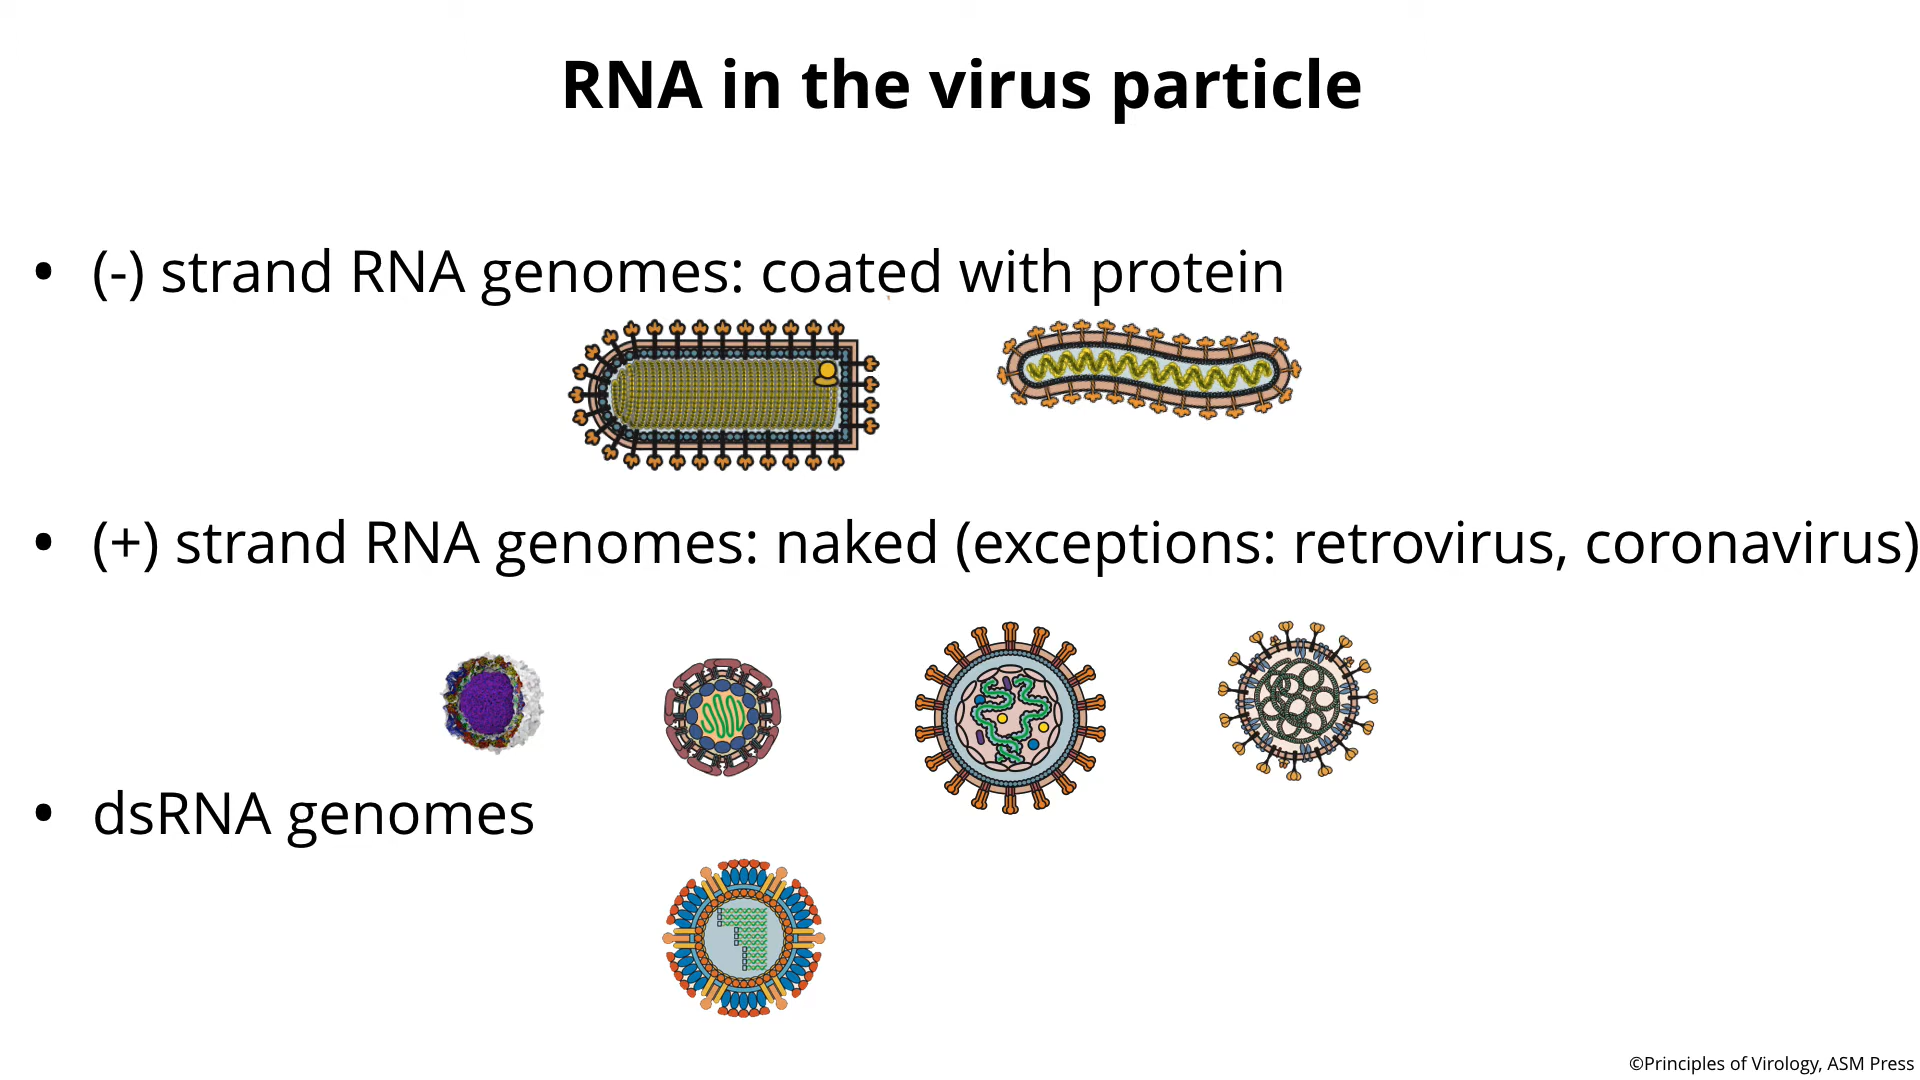 RNA in the virus particle
• (-) strand RNA genomes: coated with protein
• (+) strand RNA genomes: naked (exceptions: retrovirus, coronavirus)
• dsRNA genomes
©Principles of Virology, ASM Press